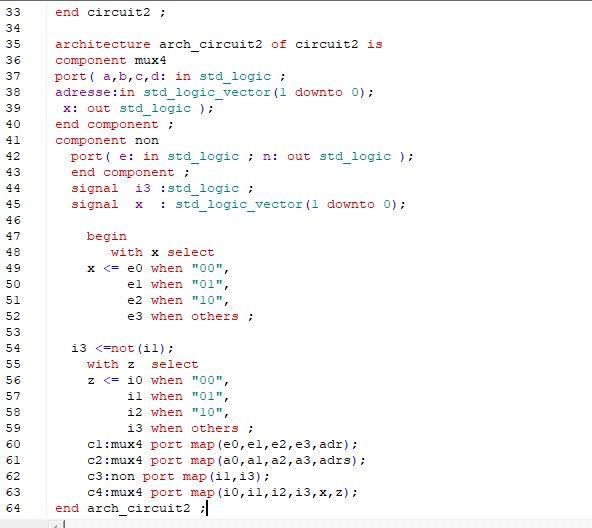 33 end circuit2 ;
34
35 architecture arch_circuit2 of circuit2 is
36 component mux4
37 port( a,b,c,d: in std_logic ;
38 adresse:in std_logic_vector(1 downto 0);
39 x: out std_logic );
40 end component ;
41 component non
42 port( e: in std_logic ; n: out std_logic );
43 end component ;
44 signal i3 :std_logic ;
45 signal x : std_logic_vector(1 downto 0);
46
47 begin
48 with x select
49 x <= e0 when "00",
50 e1 when "01",
51 e2 when "10",
52 e3 when others ;
53
54 i3 <=not(i1);
55 with z select
56 z <= i0 when "00",
57 i1 when "01",
58 i2 when "10",
59 i3 when others ;
60 c1:mux4 port map(e0,e1,e2,e3,adr);
61 c2:mux4 port map(a0,a1,a2,a3,adrs);
62 c3:non port map(i1,i3);
63 c4:mux4 port map(i0,i1,i2,i3,x,z);
64 end arch_circuit2 ;